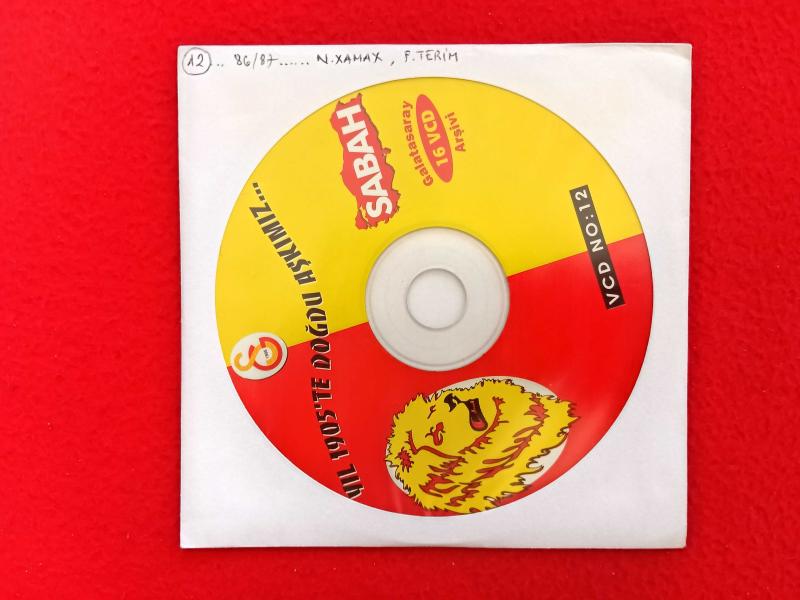 12 .. 86/87...... N.XAMAX, F.TERİM
SABAH
Galatasaray
16 VCD
Arşivi
VCD NO:12
YIL 1905'TE DOĞDU AŞKIMIZ...